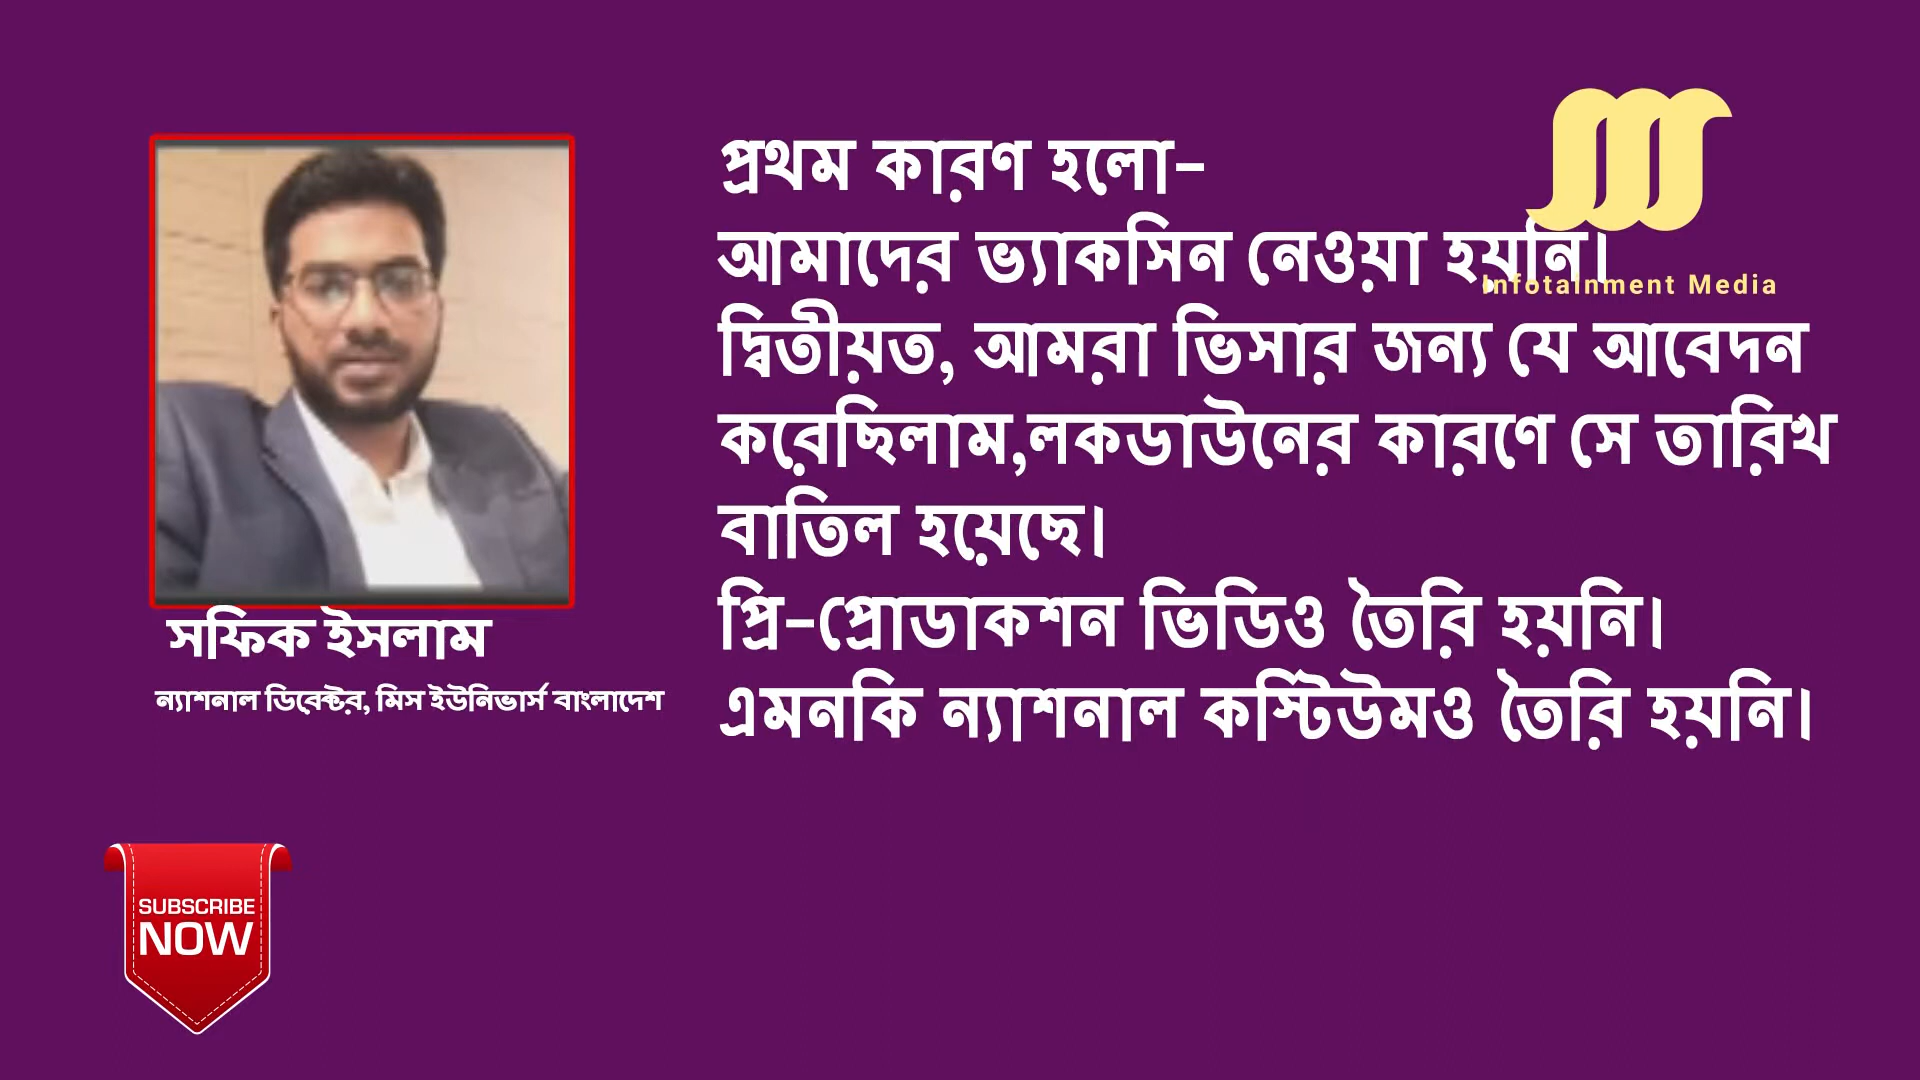 প্রথম কারণ হলো-
আমাদের ভ্যাকসিন নেওয়া হয়নি।
Infotainment Media
দ্বিতীয়ত, আমরা ভিসার জন্য যে আবেদন
করেছিলাম,লকডাউনের কারণে সে তারিখ
বাতিল হয়েছে।
প্রি-প্রোডাকশন ভিডিও তৈরি হয়নি।
এমনকি ন্যাশনাল কস্টিউমও তৈরি হয়নি।
সফিক ইসলাম
ন্যাশনাল ডিরেক্টর, মিস ইউনিভার্স বাংলাদেশ
SUBSCRIBE
NOW